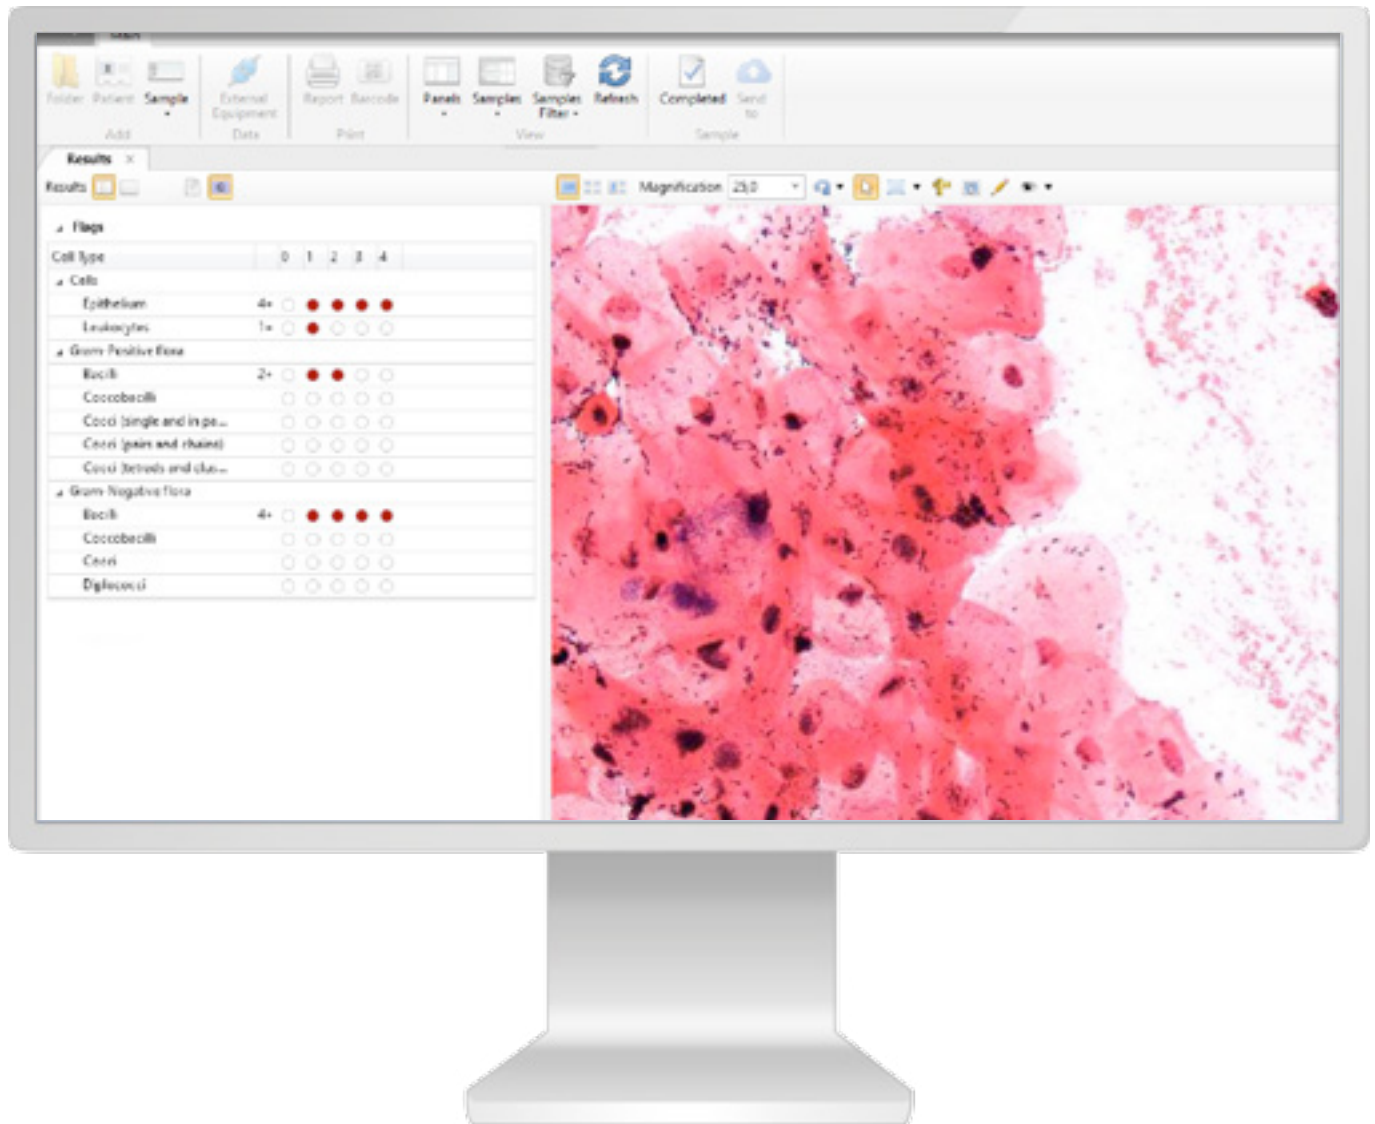 Main
Folder Patient Sample External Equipment Report Barcode Panels Samples Samples Filter Refresh Completed Send to
Add Data Print View Sample
Results ×
Results Magnification 25,0
Flags
Cell Type 0 1 2 3 4
Cells
Epithelium 4+
Leukocytes 1+
Gram-Positive flora
Bacilli 2+
Coccobacilli
Cocci (single and in pa...
Cocci (pairs and chains)
Cocci (tetrads and clus...
Gram-Negative flora
Bacilli 4+
Coccobacilli
Cocci
Diplococci